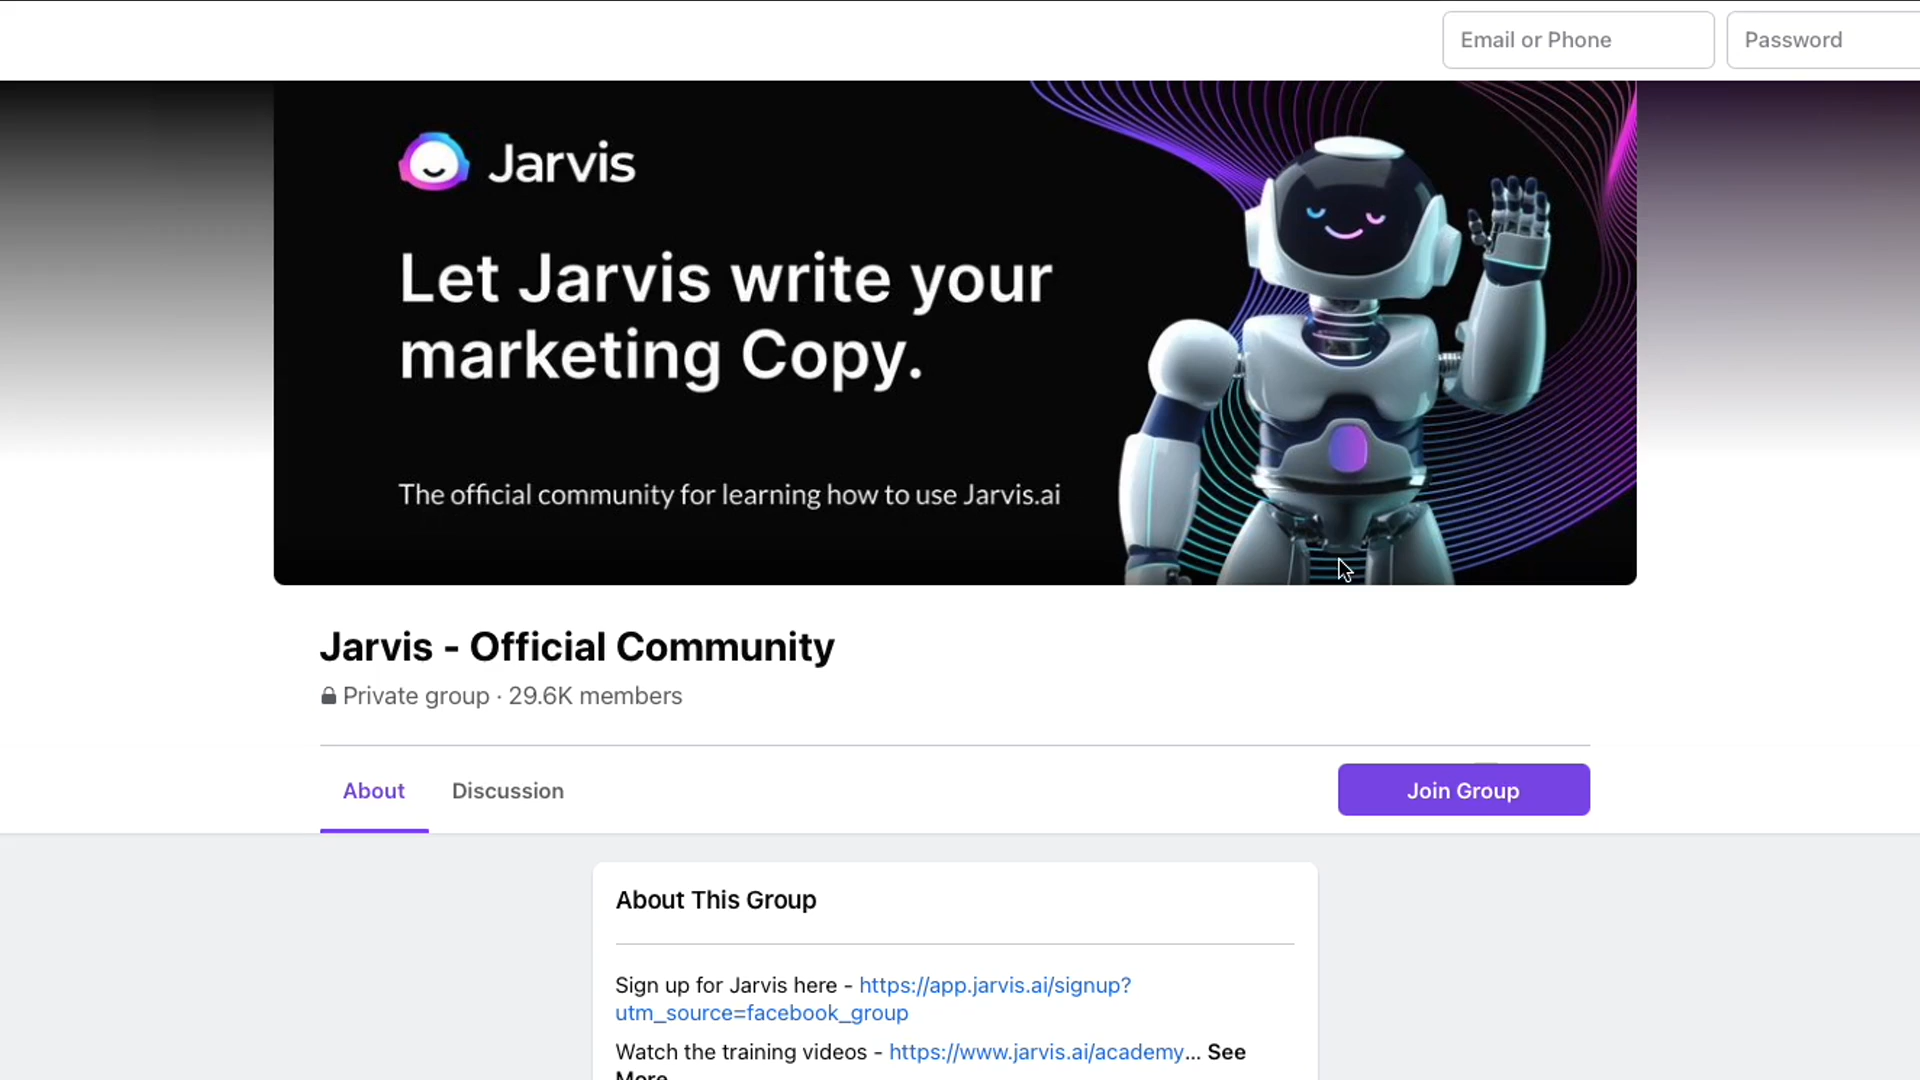 Email or Phone
Password
Jarvis
Let Jarvis write your
marketing Copy.
The official community for learning how to use Jarvis.ai
Jarvis - Official Community
Private group · 29.6K members
About
Discussion
Join Group
About This Group
Sign up for Jarvis here - https://app.jarvis.ai/signup?
utm_source=facebook_group
Watch the training videos - https://www.jarvis.ai/academy... See
More